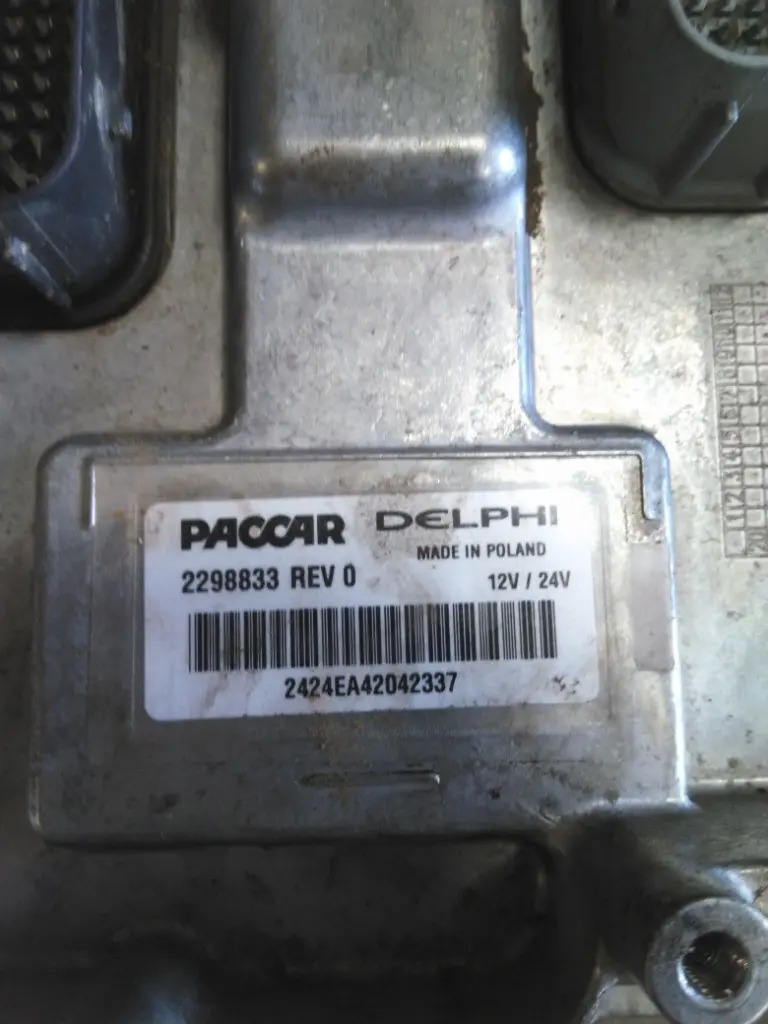 PACCAR DELPHI
MADE IN POLAND
2298833 REV 0 12V / 24V
2424EA42042337